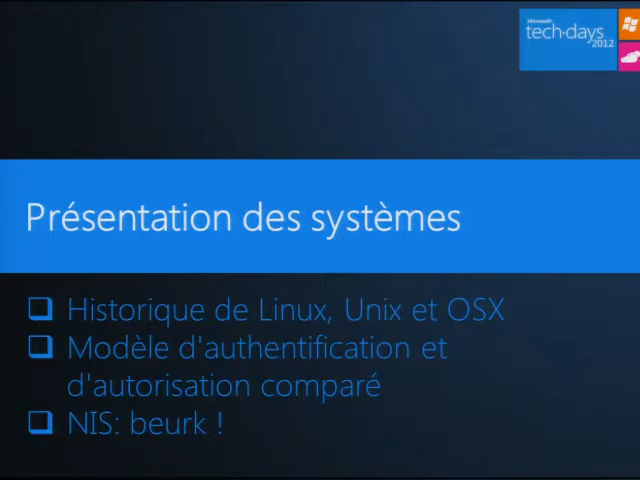 Microsoft
tech·days
2012
Présentation des systèmes
❑ Historique de Linux, Unix et OSX
❑ Modèle d'authentification et
d'autorisation comparé
❑ NIS: beurk !